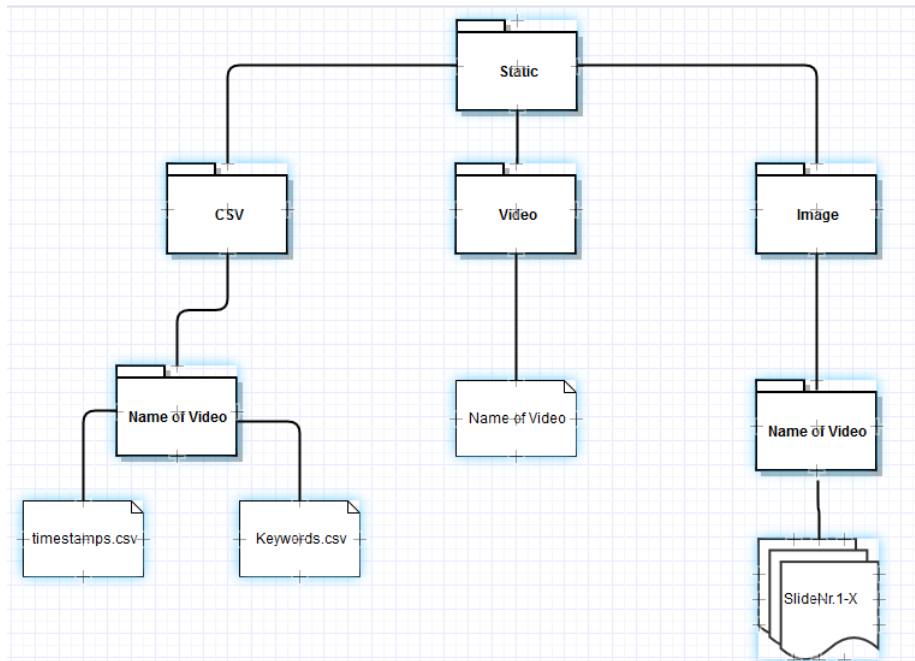 Static
CSV
Video
Image
Name of Video
Name of Video
Name of Video
timestamps.csv
Keywords.csv
SlideNr.1-X